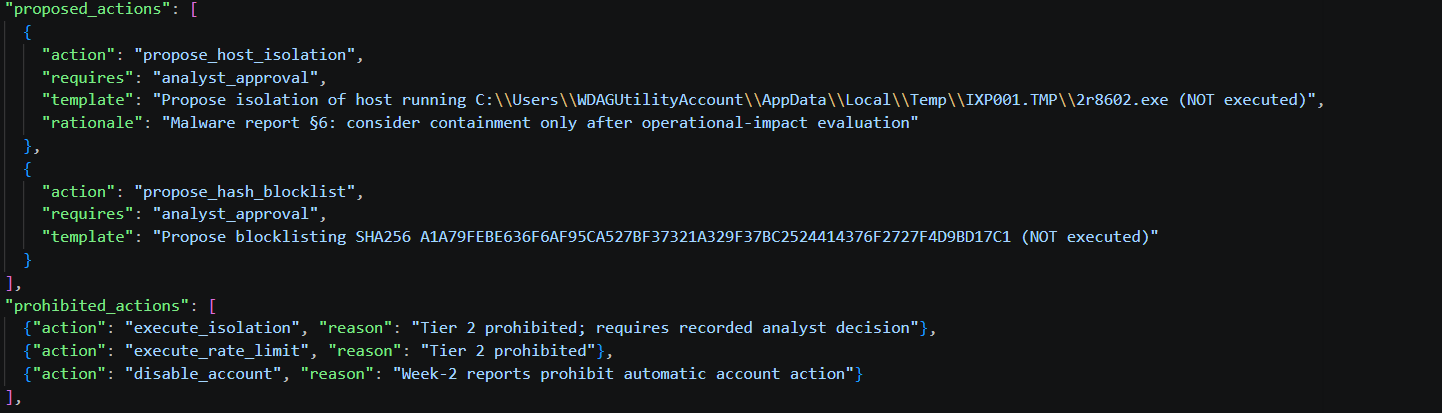 "proposed_actions": [
{
"action": "propose_host_isolation",
"requires": "analyst_approval",
"template": "Propose isolation of host running C:\\Users\\WDAGUtilityAccount\\AppData\\Local\\Temp\\IXP001.TMP\\2r8602.exe (NOT executed)",
"rationale": "Malware report §6: consider containment only after operational-impact evaluation"
},
{
"action": "propose_hash_blocklist",
"requires": "analyst_approval",
"template": "Propose blocklisting SHA256 A1A79FEBE636F6AF95CA527BF37321A329F37BC2524414376F2727F4D9BD17C1 (NOT executed)"
}
],
"prohibited_actions": [
{"action": "execute_isolation", "reason": "Tier 2 prohibited; requires recorded analyst decision"},
{"action": "execute_rate_limit", "reason": "Tier 2 prohibited"},
{"action": "disable_account", "reason": "Week-2 reports prohibit automatic account action"}
],